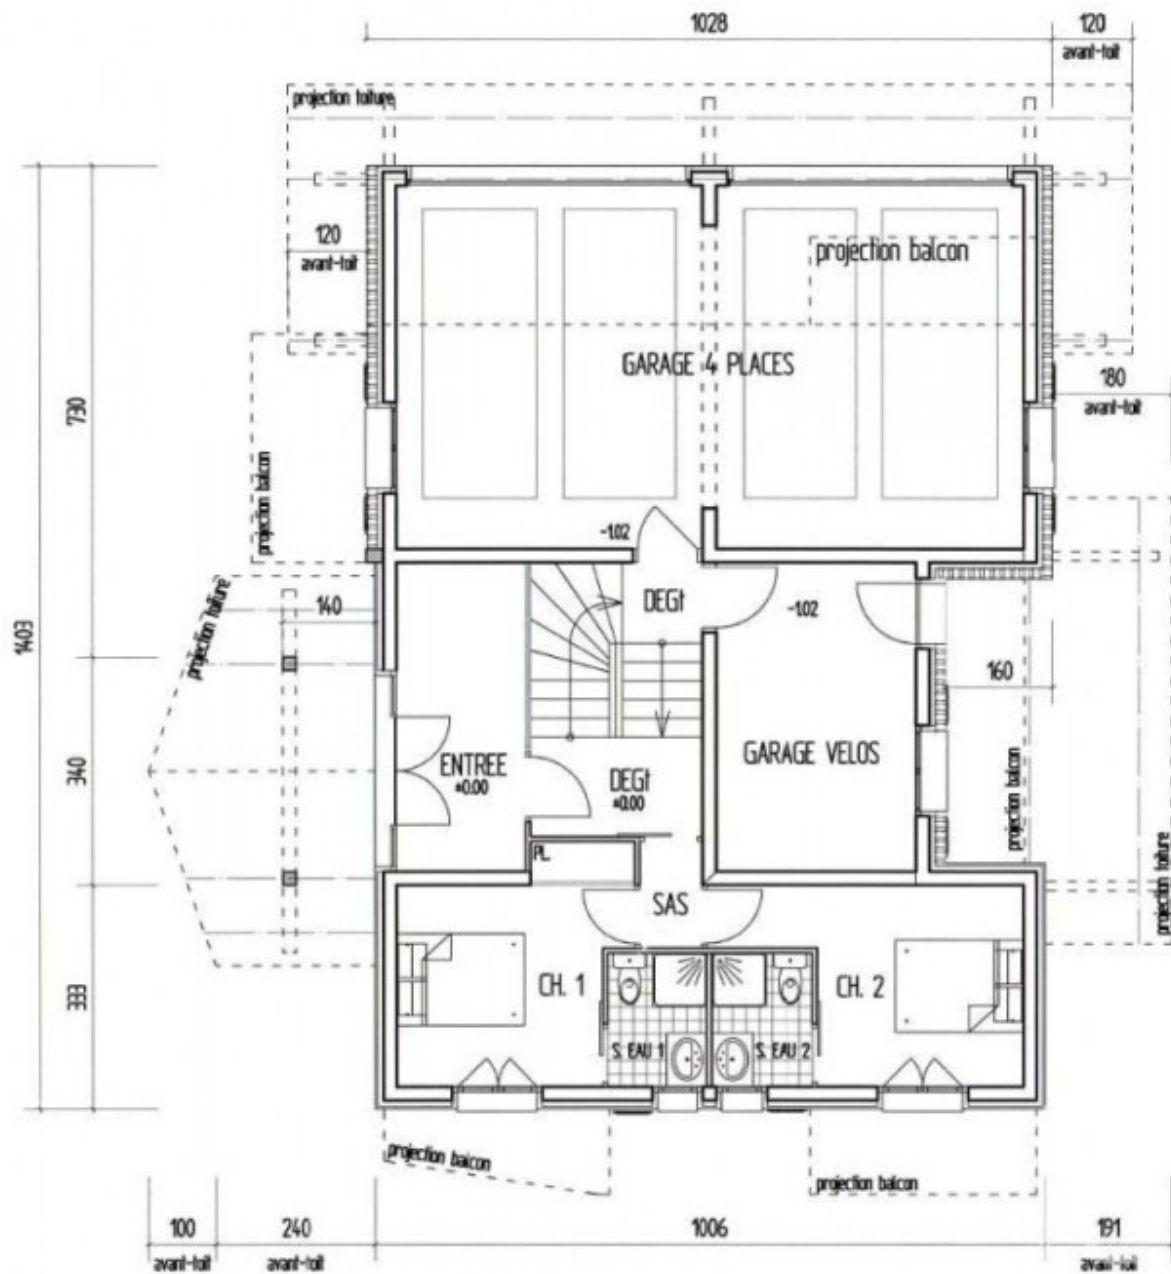 1028
120
avant-toit
projection toiture
120
avant-toit
projection balcon
GARAGE 4 PLACES
180
avant-toit
730
projection balcon
-1.02
1403
projection toiture
140
DEGt
-1.02
160
340
ENTREE
±0.00
DEGt
±0.00
GARAGE VELOS
projection balcon
projection toiture
PL.
SAS
333
CH. 1
CH. 2
S. EAU 1
S. EAU 2
projection balcon
projection balcon
100
avant-toit
240
avant-toit
1006
191
avant-toit